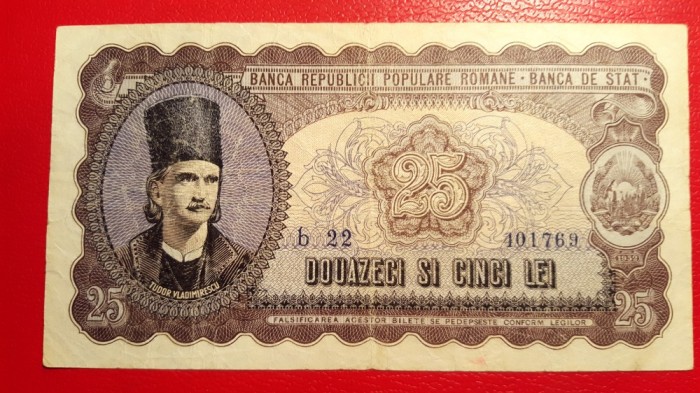 BANCA REPUBLICII POPULARE ROMANE · BANCA DE STAT
25
b 22
401769
TUDOR VLADIMIRESCU
DOUAZECI SI CINCI LEI
1952
25
25
FALSIFICAREA ACESTOR BILETE SE PEDEPSESTE CONFORM LEGILOR